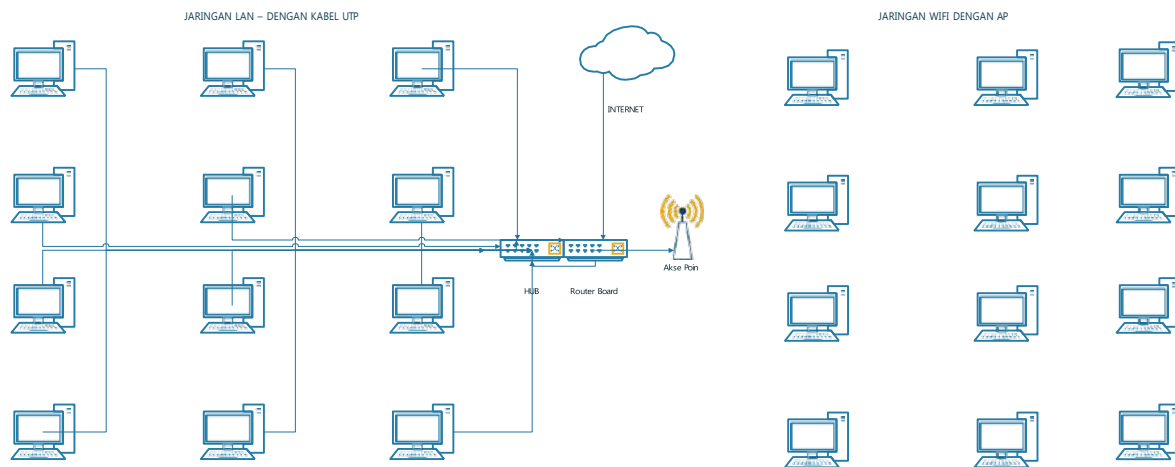 JARINGAN LAN – DENGAN KABEL UTP
JARINGAN WIFI DENGAN AP
INTERNET
Akse Poin
HUB
Router Board